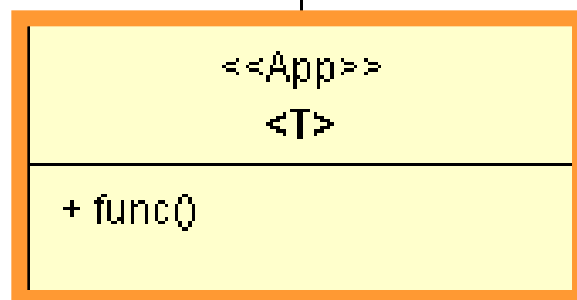 <<App>>
<T>
+ func()